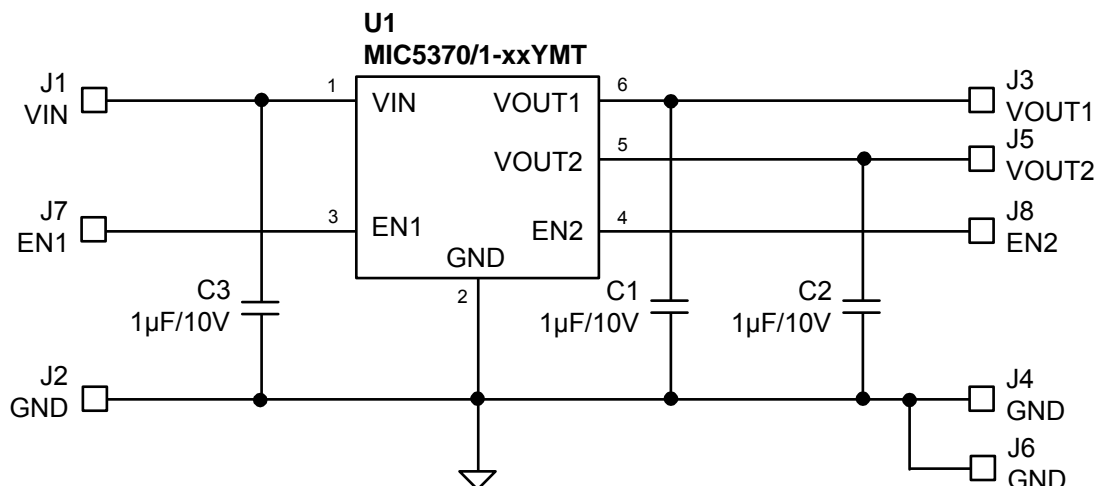 U1
MIC5370/1-xxYMT
J1
VIN
1
VIN
VOUT1
6
J3
VOUT1
VOUT2
5
J5
VOUT2
J7
EN1
3
EN1
EN2
4
J8
EN2
GND
2
C3
1µF/10V
C1
1µF/10V
C2
1µF/10V
J2
GND
J4
GND
J6
GND